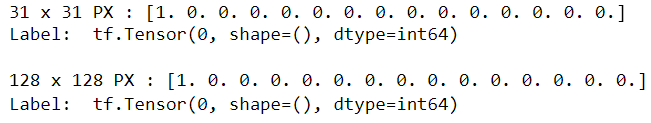 31 x 31 PX : [1. 0. 0. 0. 0. 0. 0. 0. 0. 0. 0. 0. 0. 0. 0.]
Label:  tf.Tensor(0, shape=(), dtype=int64)
128 x 128 PX : [1. 0. 0. 0. 0. 0. 0. 0. 0. 0. 0. 0. 0. 0. 0.]
Label:  tf.Tensor(0, shape=(), dtype=int64)